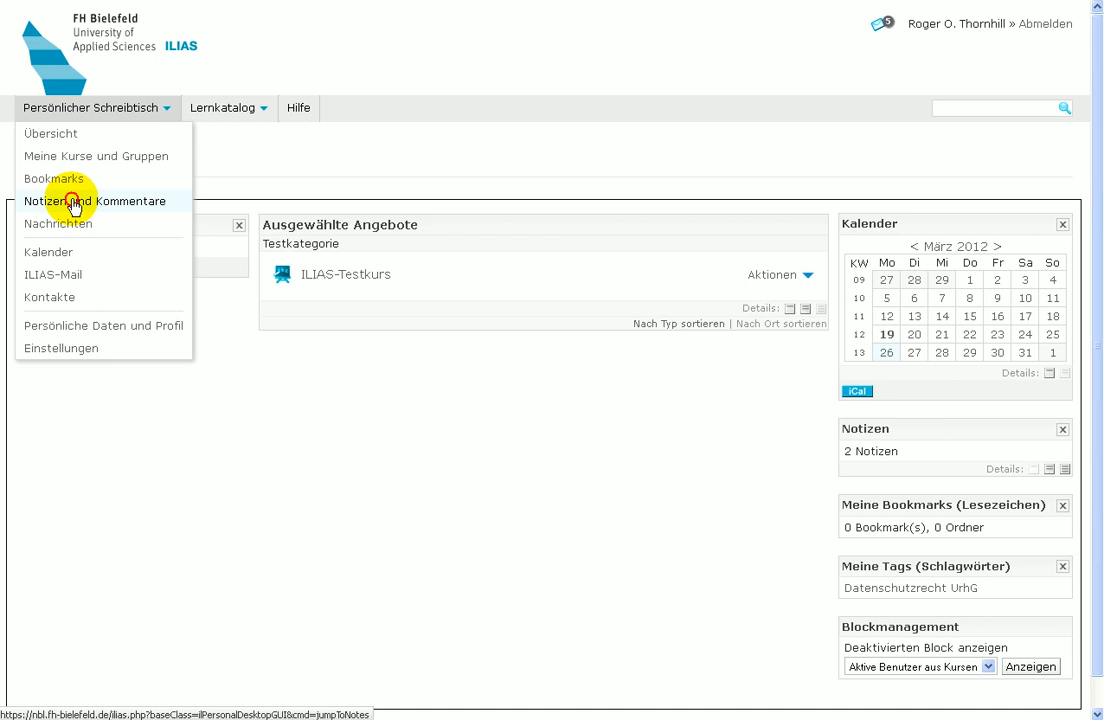 FH Bielefeld
University of
Applied Sciences ILIAS
5 Roger O. Thornhill » Abmelden
Persönlicher Schreibtisch Lernkatalog Hilfe
Übersicht
Meine Kurse und Gruppen
Bookmarks
Notizen und Kommentare
Nachrichten
Kalender
ILIAS-Mail
Kontakte
Persönliche Daten und Profil
Einstellungen
Ausgewählte Angebote
Testkategorie
ILIAS-Testkurs Aktionen
Details:
Nach Typ sortieren | Nach Ort sortieren
Kalender
< März 2012 >
KW Mo Di Mi Do Fr Sa So
09 27 28 29 1 2 3 4
10 5 6 7 8 9 10 11
11 12 13 14 15 16 17 18
12 19 20 21 22 23 24 25
13 26 27 28 29 30 31 1
Details:
iCal
Notizen
2 Notizen
Details:
Meine Bookmarks (Lesezeichen)
0 Bookmark(s), 0 Ordner
Meine Tags (Schlagwörter)
Datenschutzrecht UrhG
Blockmanagement
Deaktivierten Block anzeigen
Aktive Benutzer aus Kursen Anzeigen
https://nbl.fh-bielefeld.de/ilias.php?baseClass=ilPersonalDesktopGUI&cmd=jumpToNotes